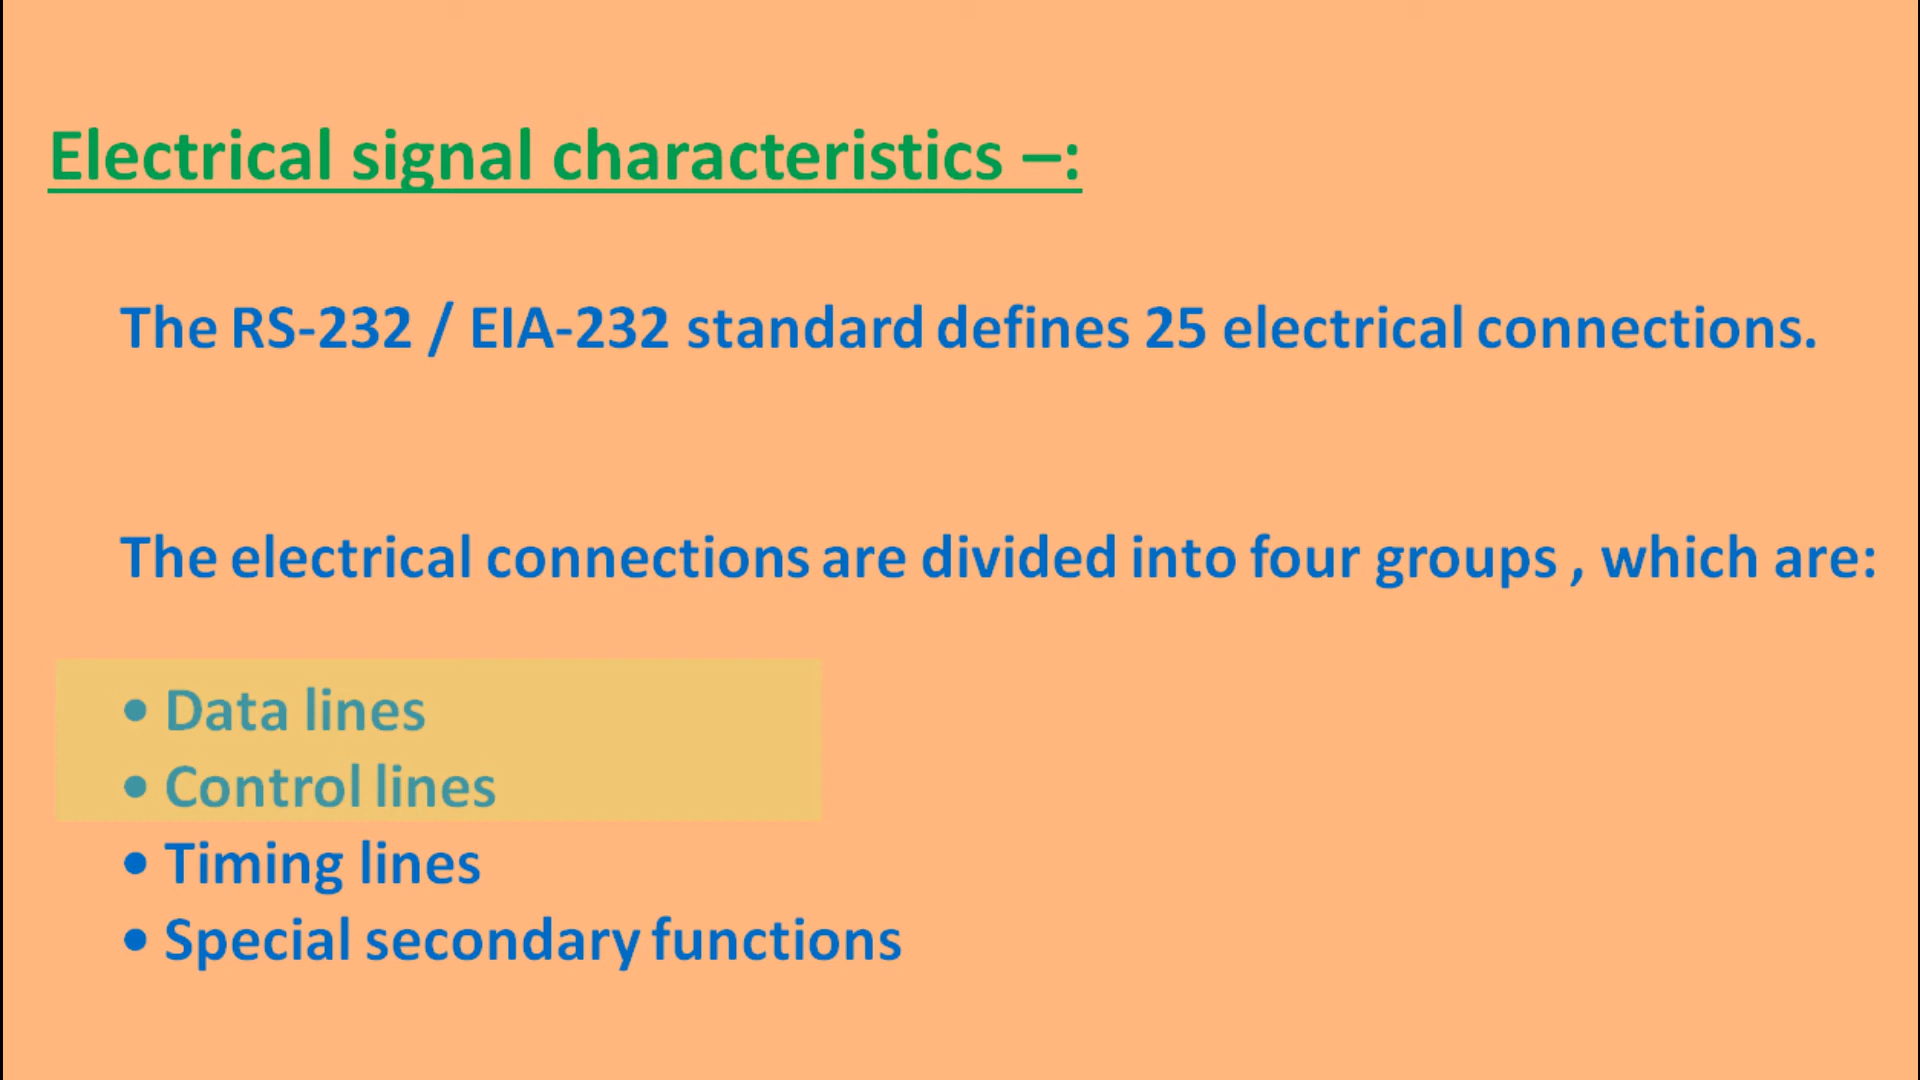 Electrical signal characteristics –:
The RS-232 / EIA-232 standard defines 25 electrical connections.
The electrical connections are divided into four groups , which are:
• Data lines
• Control lines
• Timing lines
• Special secondary functions